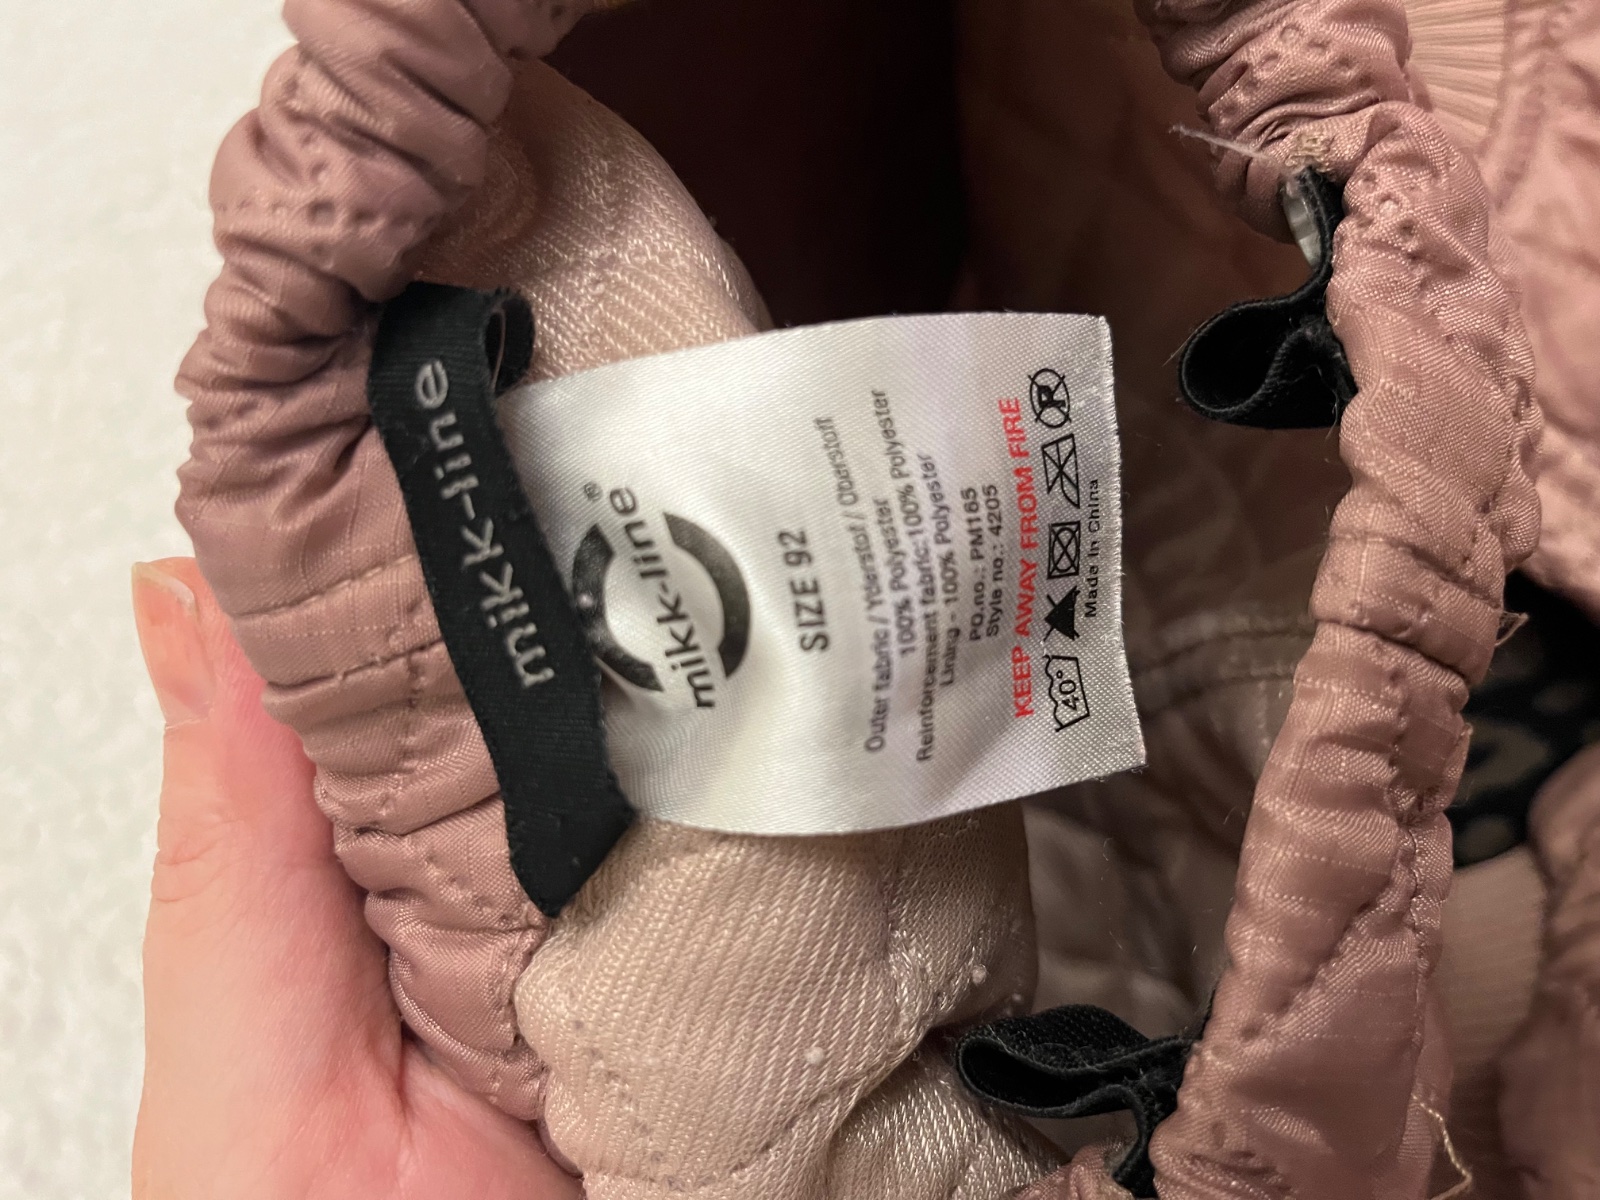 mikk-line
mikk-line®
SIZE 92
Outer fabric / Yderstof / Oberstoff
100% Polyester
Reinforcement fabric:100% Polyester
Lining - 100% Polyester
PO.no.: PM165
Style no.: 4205
KEEP AWAY FROM FIRE
40° P
Made in China